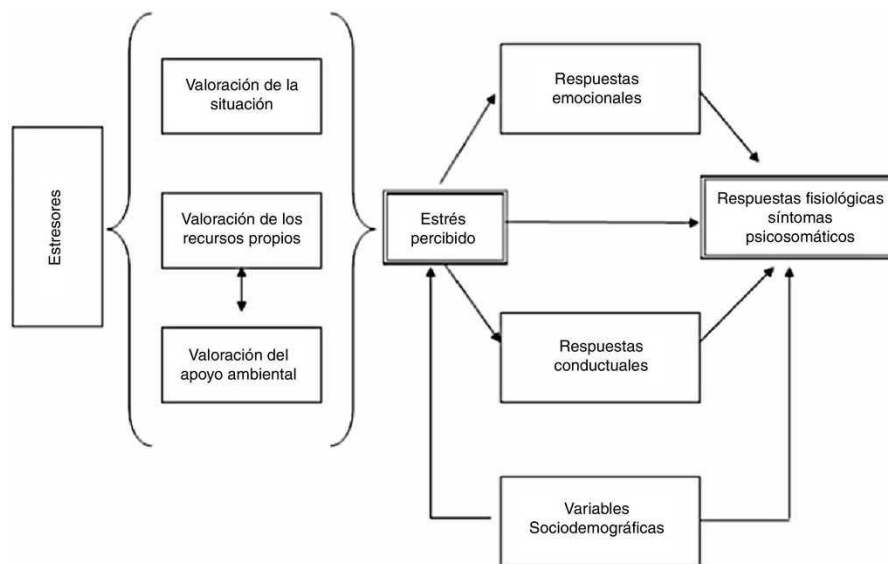 Estresores
Valoración de la
situación
Valoración de los
recursos propios
Valoración del
apoyo ambiental
Estrés
percibido
Respuestas
emocionales
Respuestas
conductuales
Variables
Sociodemográficas
Respuestas fisiológicas
síntomas
psicosomáticos